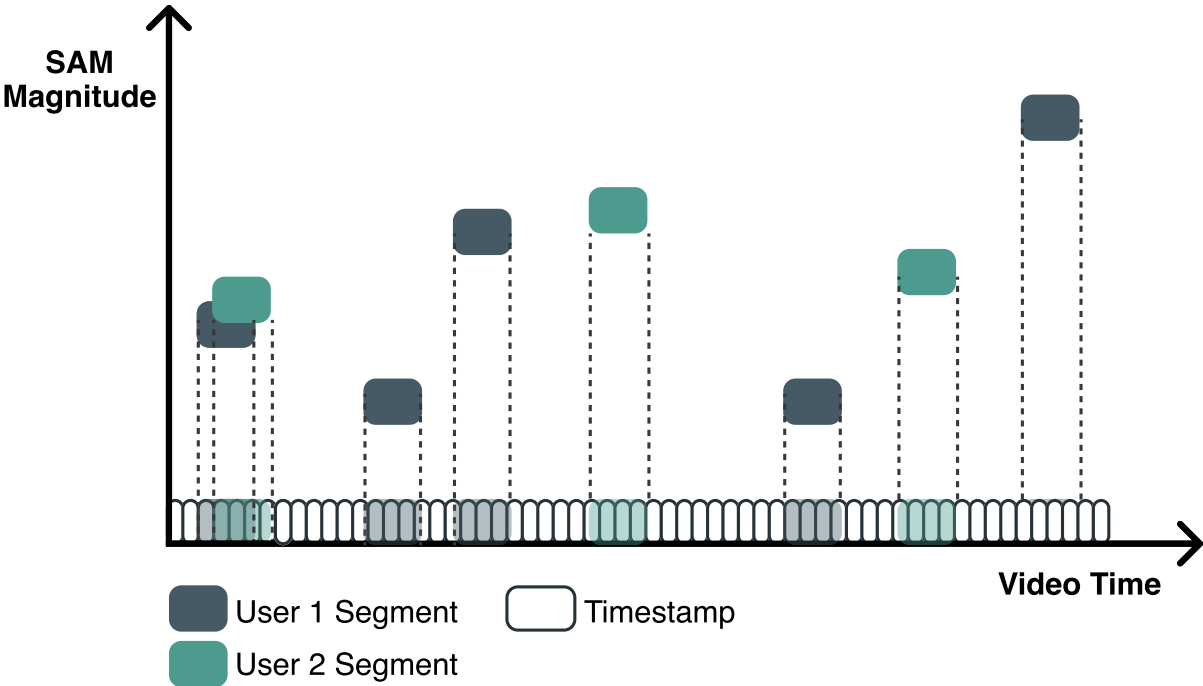 SAM
Magnitude
Video Time
User 1 Segment
Timestamp
User 2 Segment